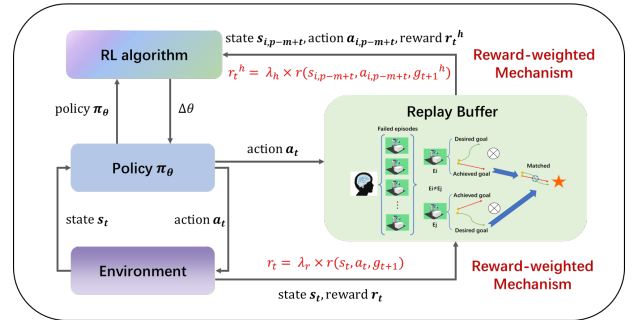 state s_{i,p−m+t}, action a_{i,p−m+t}, reward r_t^h
RL algorithm
r_t^h = λ_h × r(s_{i,p−m+t}, a_{i,p−m+t}, g_{t+1}^h)
Reward-weighted
Mechanism
Replay Buffer
policy π_θ
Δθ
Failed episodes
Desired goal
Ei
Achieved goal
action a_t
Policy π_θ
Matched
Ei≠Ej
Achieved goal
Ej
Desired goal
state s_t
action a_t
Environment
r_t = λ_r × r(s_t, a_t, g_{t+1})
state s_t, reward r_t
Reward-weighted
Mechanism